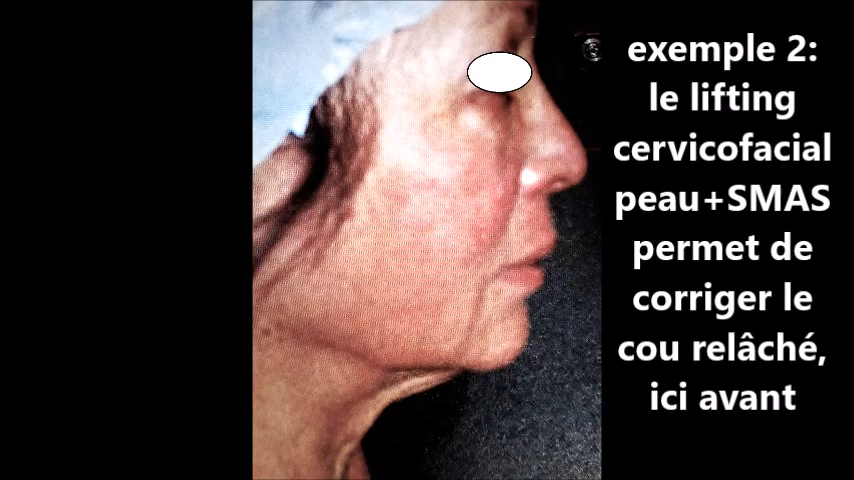 exemple 2:
le lifting
cervicofacial
peau+SMAS
permet de
corriger le
cou relâché,
ici avant